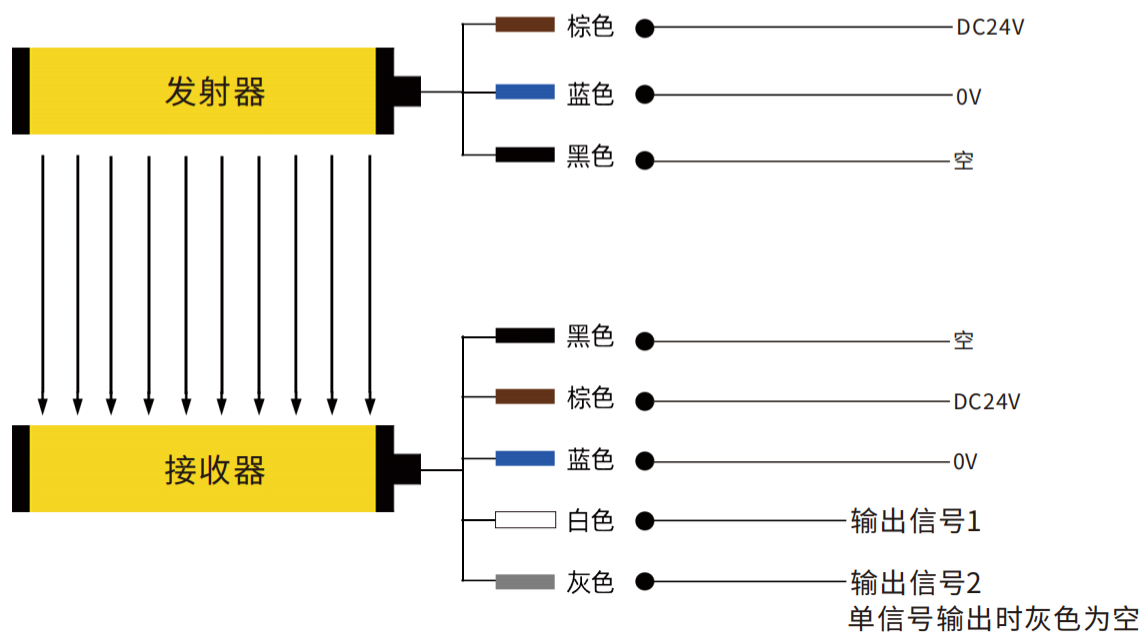 发射器
棕色 DC24V
蓝色 0V
黑色 空
接收器
黑色 空
棕色 DC24V
蓝色 0V
白色 输出信号1
灰色 输出信号2
单信号输出时灰色为空